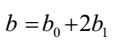 b = b₀ + 2b₁